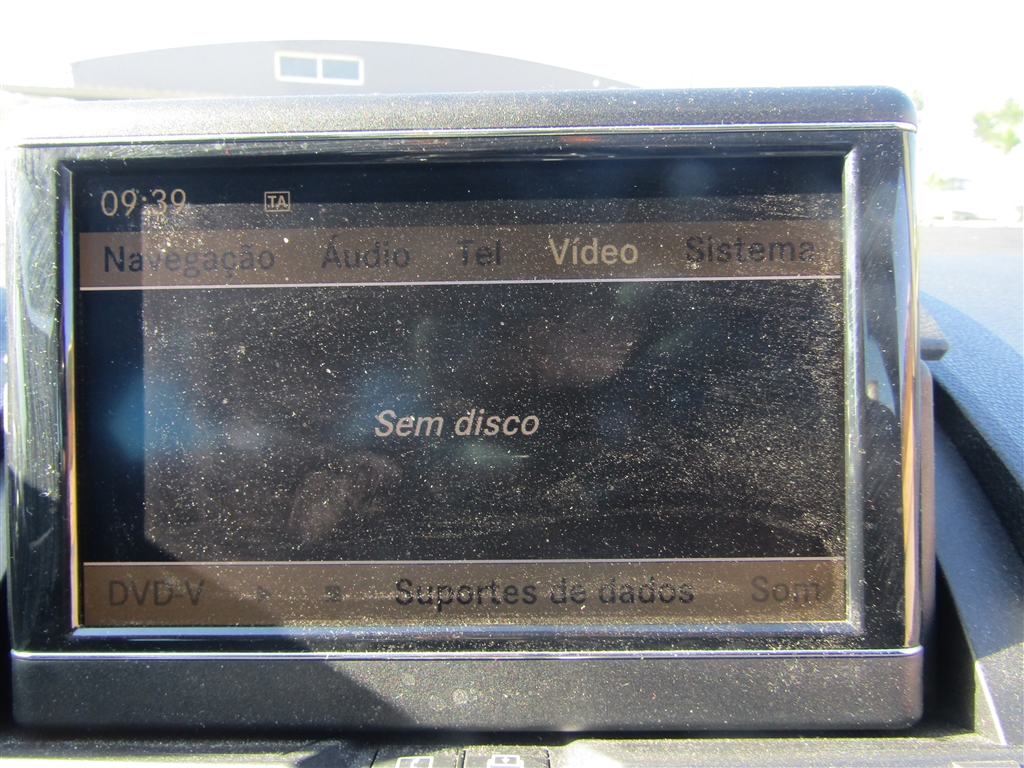 09:39 TA
Navegação Áudio Tel Vídeo Sistema
Sem disco
DVD-V Suportes de dados Som